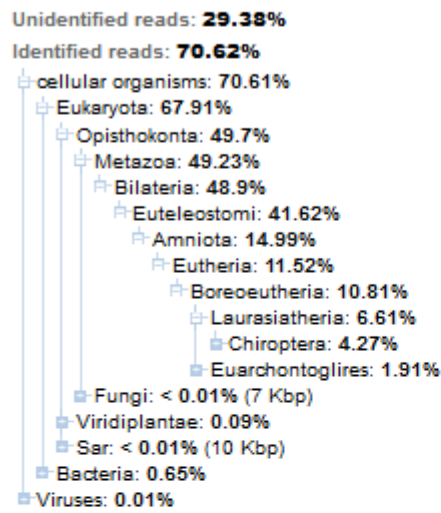 Unidentified reads: 29.38%
Identified reads: 70.62%
cellular organisms: 70.61%
Eukaryota: 67.91%
Opisthokonta: 49.7%
Metazoa: 49.23%
Bilateria: 48.9%
Euteleostomi: 41.62%
Amniota: 14.99%
Eutheria: 11.52%
Boreoeutheria: 10.81%
Laurasiatheria: 6.61%
Chiroptera: 4.27%
Euarchontoglires: 1.91%
Fungi: < 0.01% (7 Kbp)
Viridiplantae: 0.09%
Sar: < 0.01% (10 Kbp)
Bacteria: 0.65%
Viruses: 0.01%